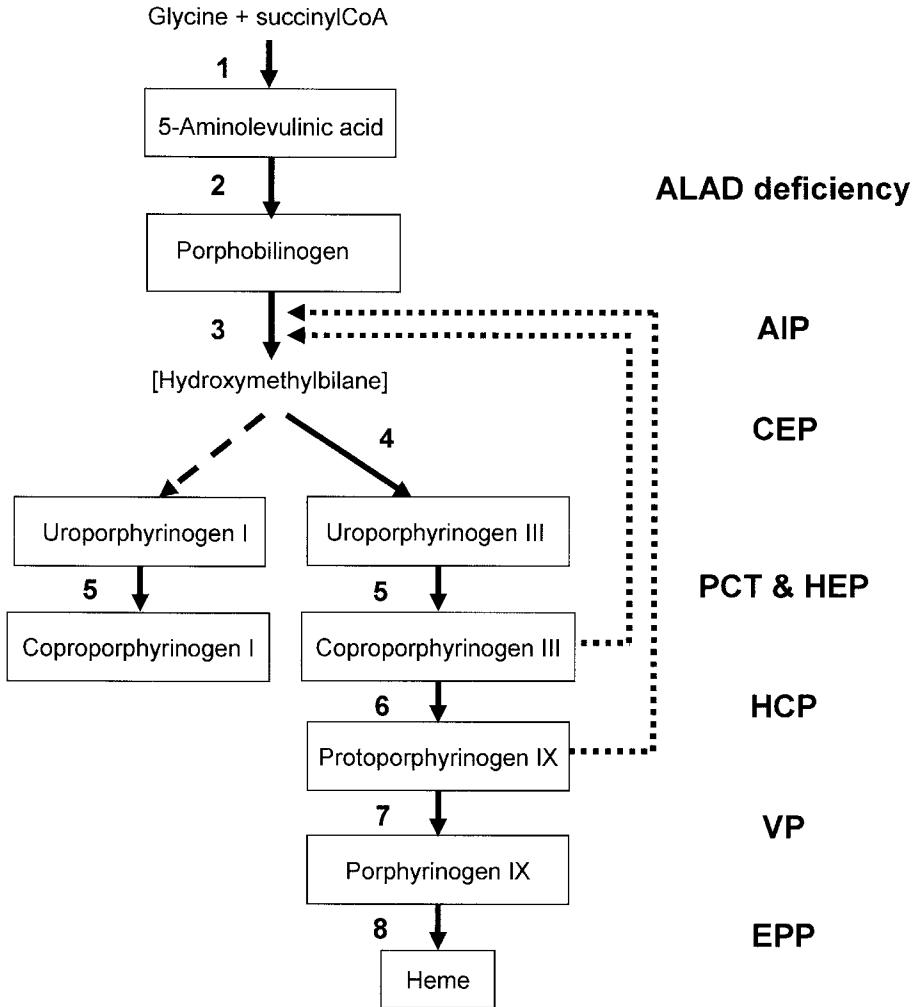 Glycine + succinylCoA
1
5-Aminolevulinic acid
2
ALAD deficiency
Porphobilinogen
3
AIP
[Hydroxymethylbilane]
CEP
4
Uroporphyrinogen I
Uroporphyrinogen III
5
5
PCT & HEP
Coproporphyrinogen I
Coproporphyrinogen III
6
HCP
Protoporphyrinogen IX
7
VP
Porphyrinogen IX
8
EPP
Heme